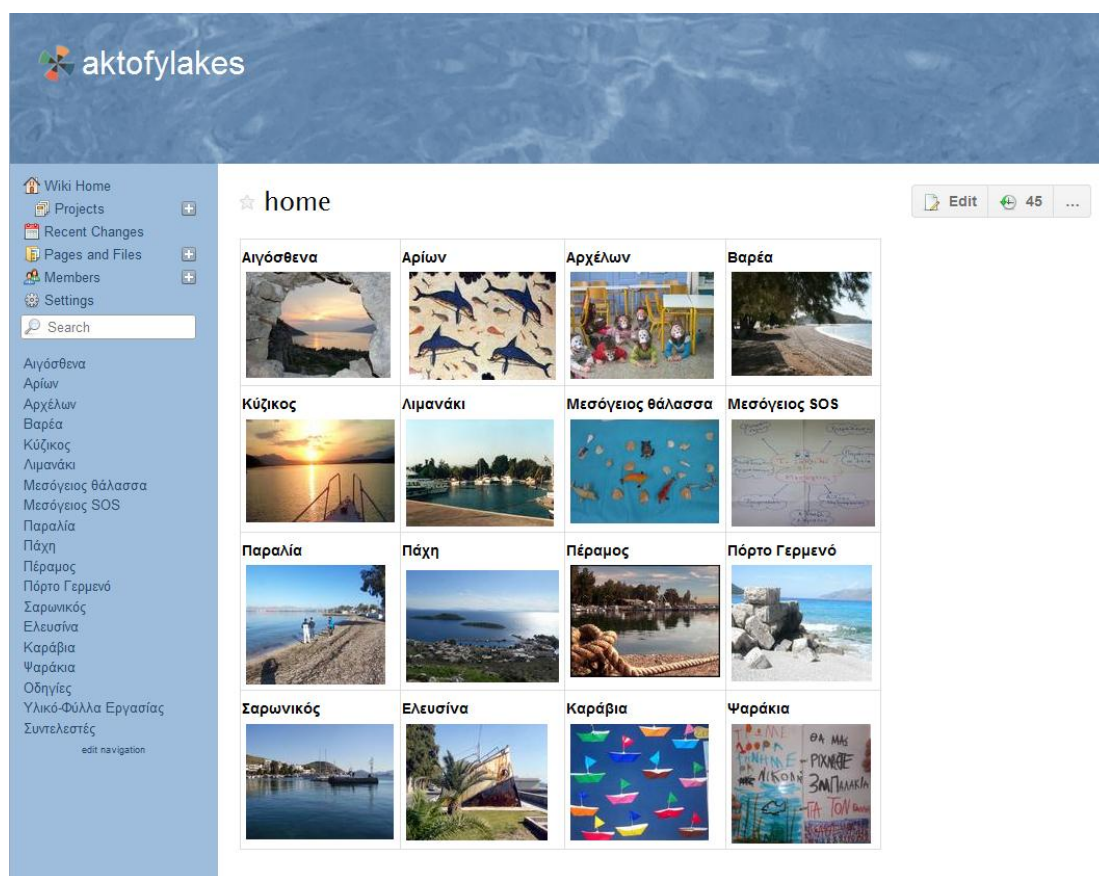 aktofylakes
Wiki Home
Projects
Recent Changes
Pages and Files
Members
Settings
Search
Αιγόσθενα
Αρίων
Αρχέλων
Βαρέα
Κύζικος
Λιμανάκι
Μεσόγειος θάλασσα
Μεσόγειος SOS
Παραλία
Πάχη
Πέραμος
Πόρτο Γερμενό
Σαρωνικός
Ελευσίνα
Καράβια
Ψαράκια
Οδηγίες
Υλικό-Φύλλα Εργασίας
Συντελεστές
edit navigation
home
Edit 45 ...
Αιγόσθενα Αρίων Αρχέλων Βαρέα
Κύζικος Λιμανάκι Μεσόγειος θάλασσα Μεσόγειος SOS
Παραλία Πάχη Πέραμος Πόρτο Γερμενό
Σαρωνικός Ελευσίνα Καράβια Ψαράκια
ΘΑ ΜΑΣ